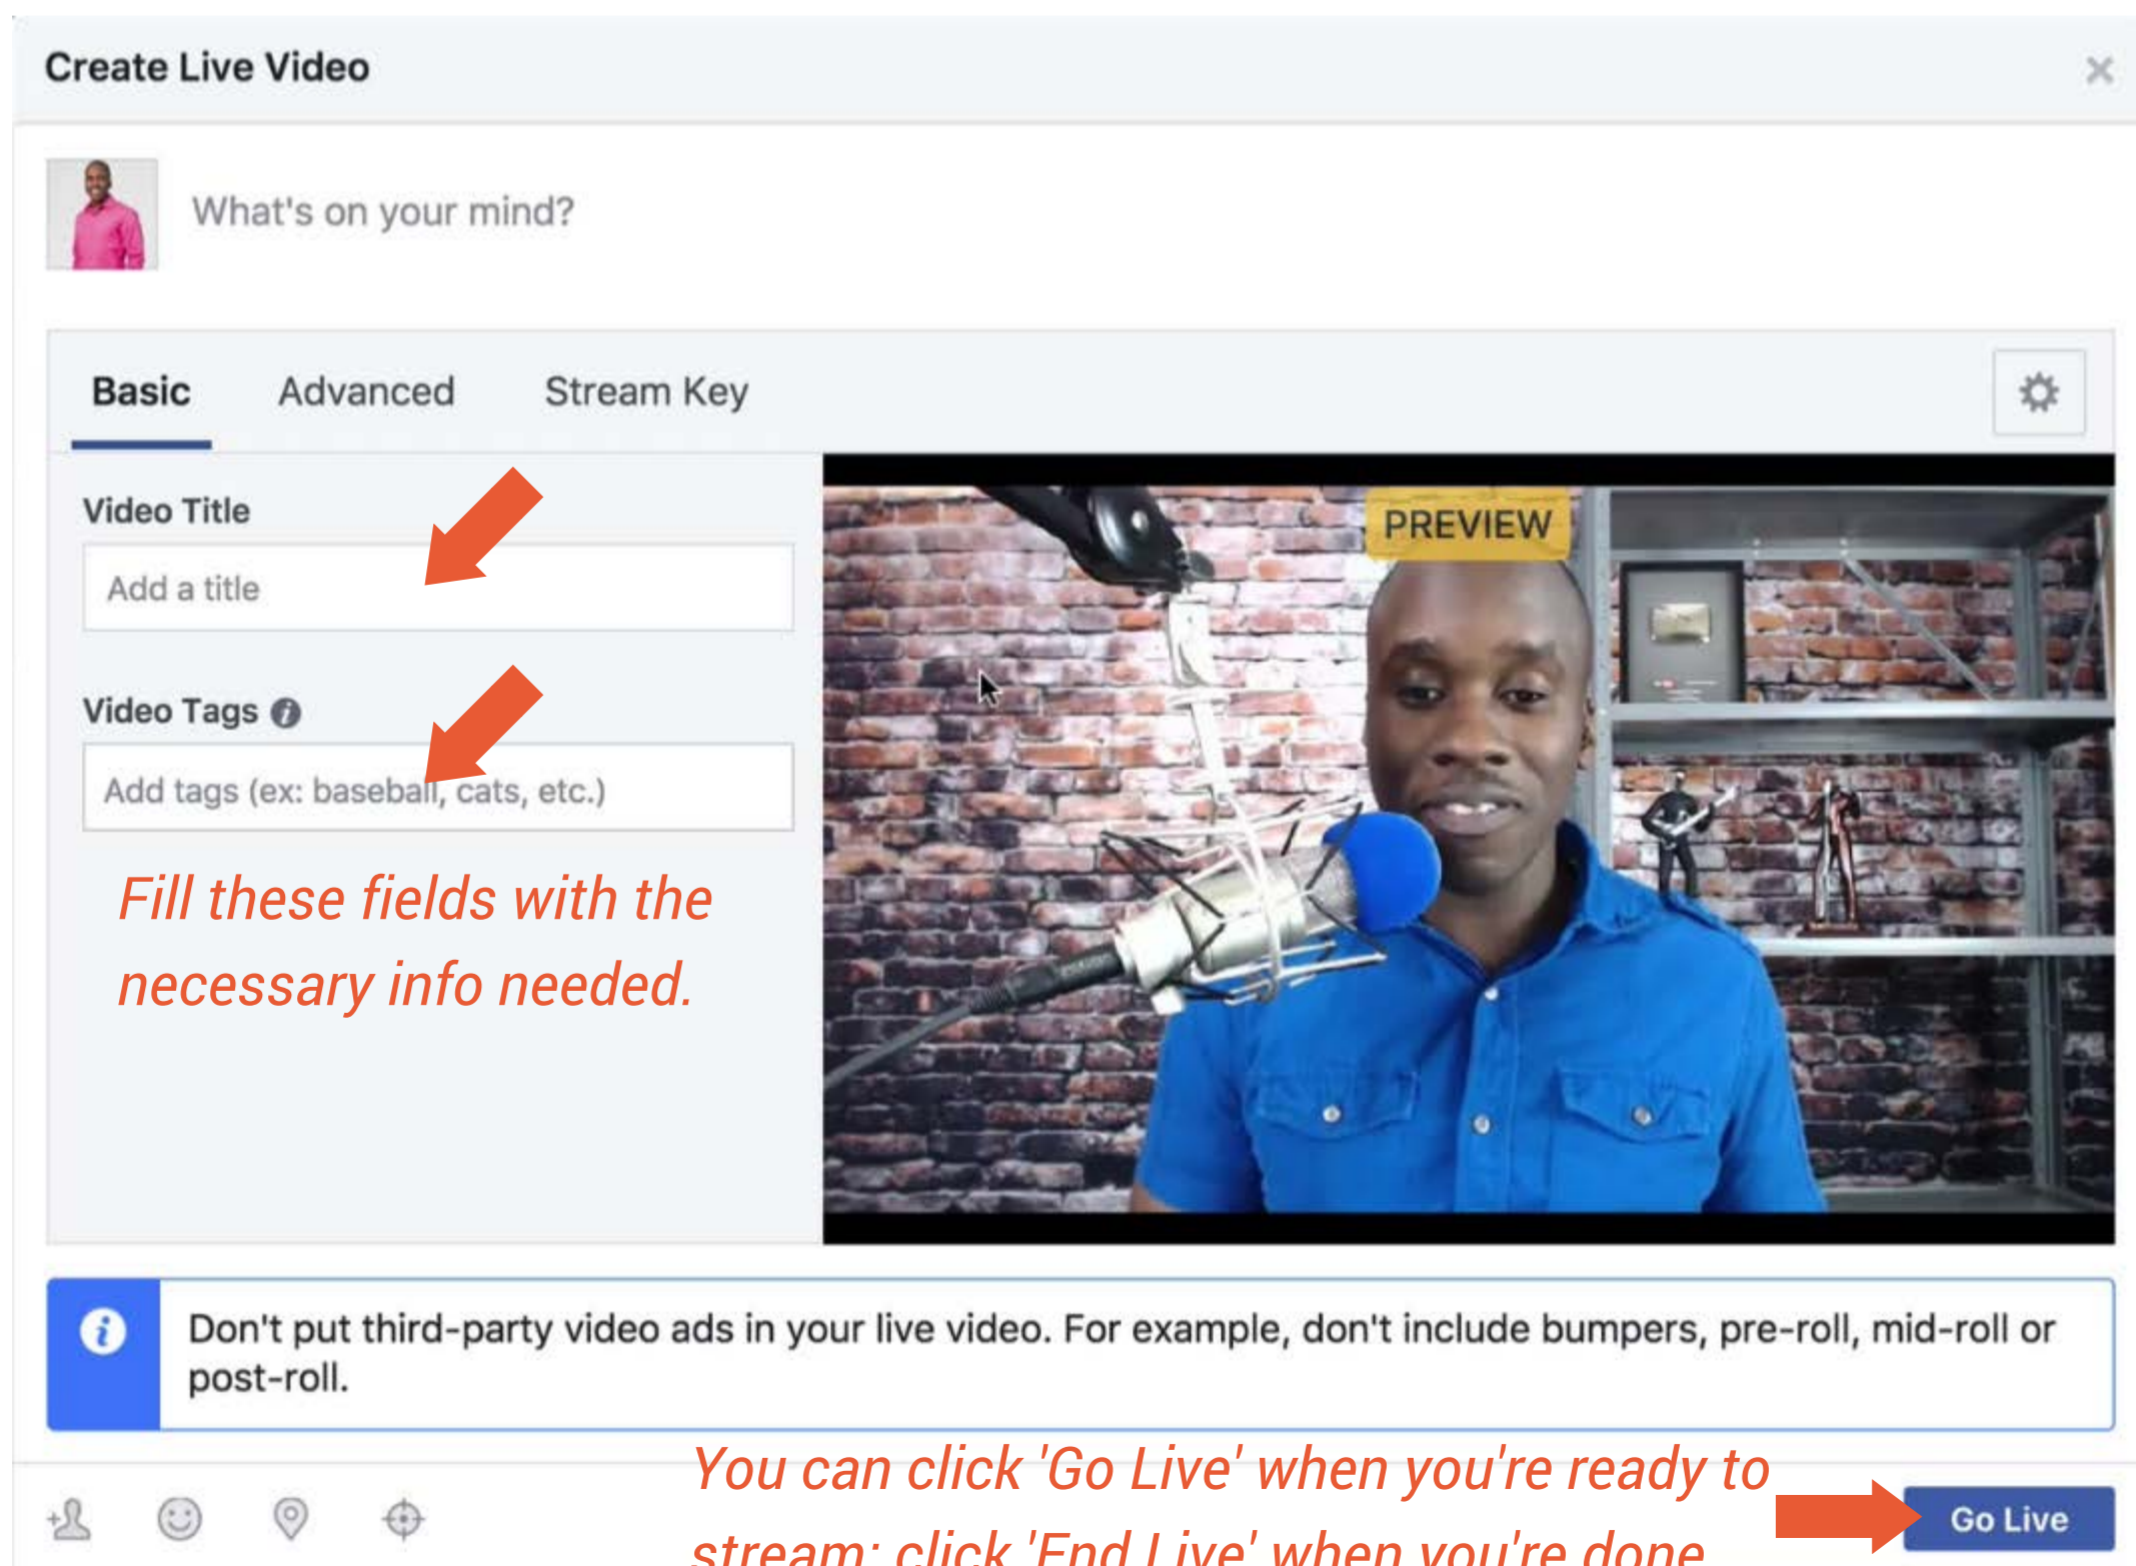 Create Live Video
What's on your mind?
Basic Advanced Stream Key
Video Title
Add a title
Video Tags
Add tags (ex: baseball, cats, etc.)
Fill these fields with the
necessary info needed.
PREVIEW
Don't put third-party video ads in your live video. For example, don't include bumpers, pre-roll, mid-roll or
post-roll.
You can click 'Go Live' when you're ready to
stream; click 'End Live' when you're done
Go Live